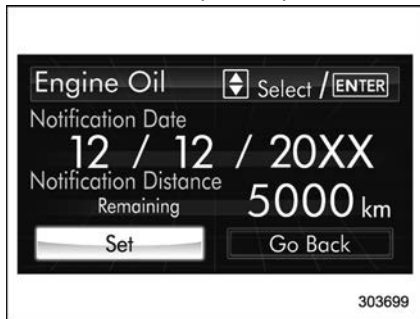 Engine Oil Select / ENTER
Notification Date
12 / 12 / 20XX
Notification Distance
Remaining 5000 km
Set Go Back
303699